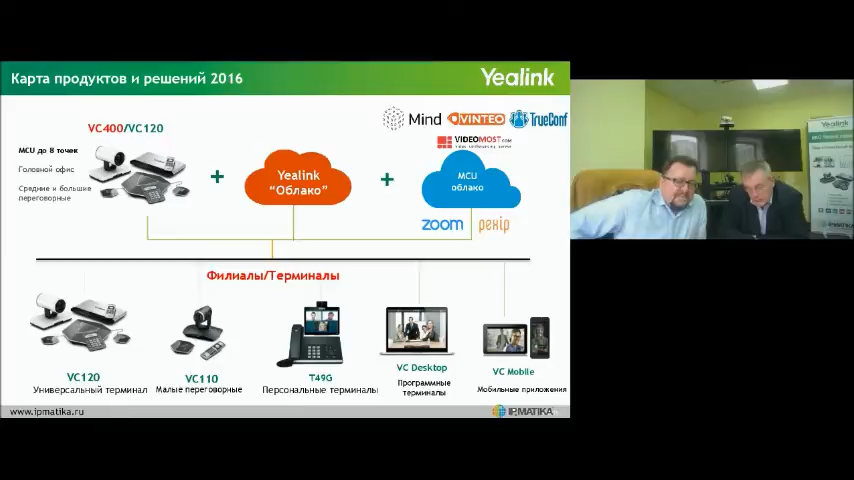 Карта продуктов и решений 2016
Yealink
VC400/VC120
MCU до 8 точек
Головной офис
Средние и большие
переговорные
+
Yealink
"Облако"
+
Mind
VINTEO
TrueConf
VIDEOMOST.COM
MCU
облако
zoom
pexip
Филиалы/Терминалы
VC120
Универсальный терминал
VC110
Малые переговорные
T49G
Персональные терминалы
VC Desktop
Программные
терминалы
VC Mobile
Мобильные приложения
www.ipmatika.ru
IPMATIKA
Yealink